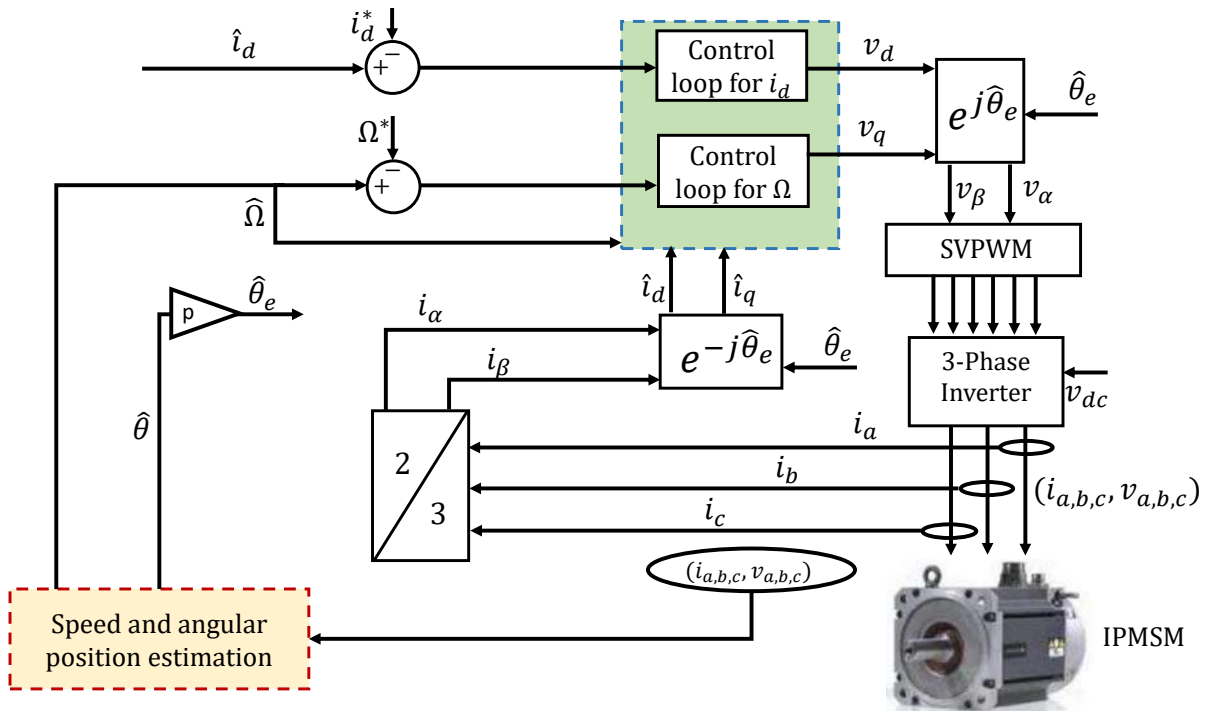 î_d
i_d^*
+ −
Control
loop for i_d
v_d
e^{jθ̂_e}
θ̂_e
Ω^*
+ −
Control
loop for Ω
v_q
Ω̂
v_β
v_α
SVPWM
p
θ̂_e
î_d
î_q
i_α
e^{-jθ̂_e}
θ̂_e
i_β
3-Phase
Inverter
v_{dc}
θ̂
i_a
2
3
i_b
(i_{a,b,c}, v_{a,b,c})
i_c
(i_{a,b,c}, v_{a,b,c})
Speed and angular
position estimation
IPMSM